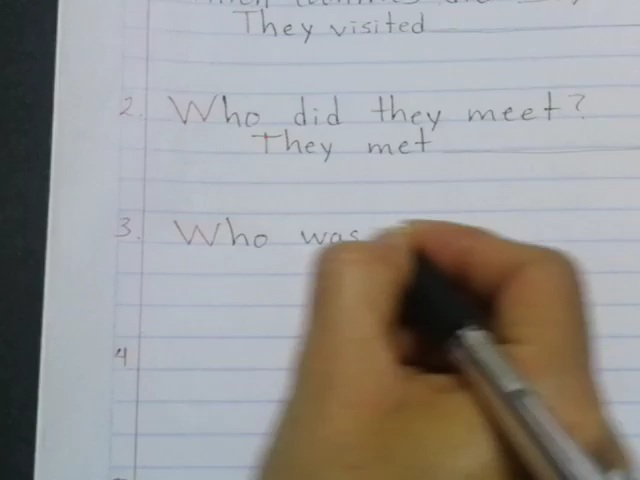 They visited
2. Who did they meet?
They met
3. Who was
4